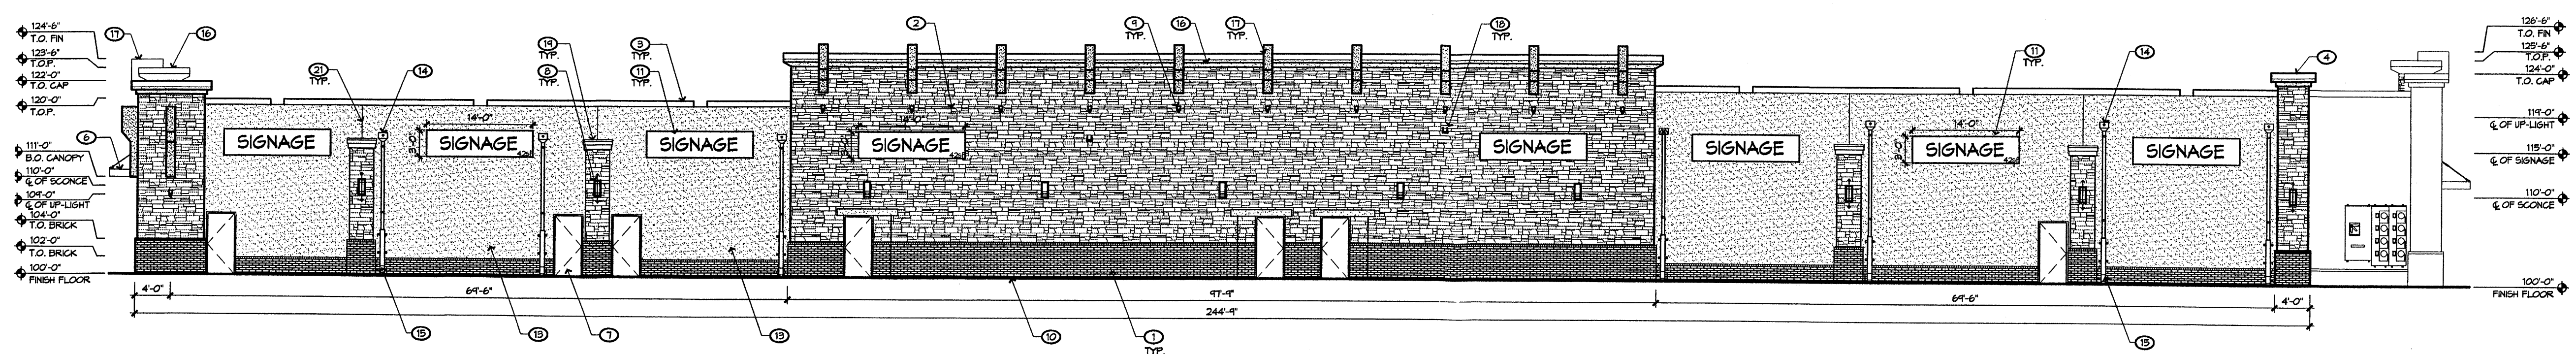 124'-6"
T.O. FIN
123'-6"
T.O.P.
122'-0"
T.O. CAP
120'-0"
T.O.P.
111'-0"
B.O. CANOPY
110'-0"
℄ OF SCONCE
109'-0"
℄ OF UP-LIGHT
104'-0"
T.O. BRICK
102'-0"
T.O. BRICK
100'-0"
FINISH FLOOR
17
16
6
21
TYP.
14
19
TYP.
8
TYP.
3
TYP.
11
TYP.
2
9
TYP.
16
17
TYP.
18
TYP.
11
TYP.
14
4
SIGNAGE
14'-0"
3'-0"
SIGNAGE
42sf
SIGNAGE
14'-0"
SIGNAGE
42sf
SIGNAGE
SIGNAGE
14'-0"
3'-0"
SIGNAGE
42sf
SIGNAGE
126'-6"
T.O. FIN
125'-6"
T.O.P.
124'-0"
T.O. CAP
119'-0"
℄ OF UP-LIGHT
115'-0"
℄ OF SIGNAGE
110'-0"
℄ OF SCONCE
100'-0"
FINISH FLOOR
4'-0"
69'-6"
97'-9"
69'-6"
4'-0"
244'-9"
15
13
7
13
10
1
TYP.
15